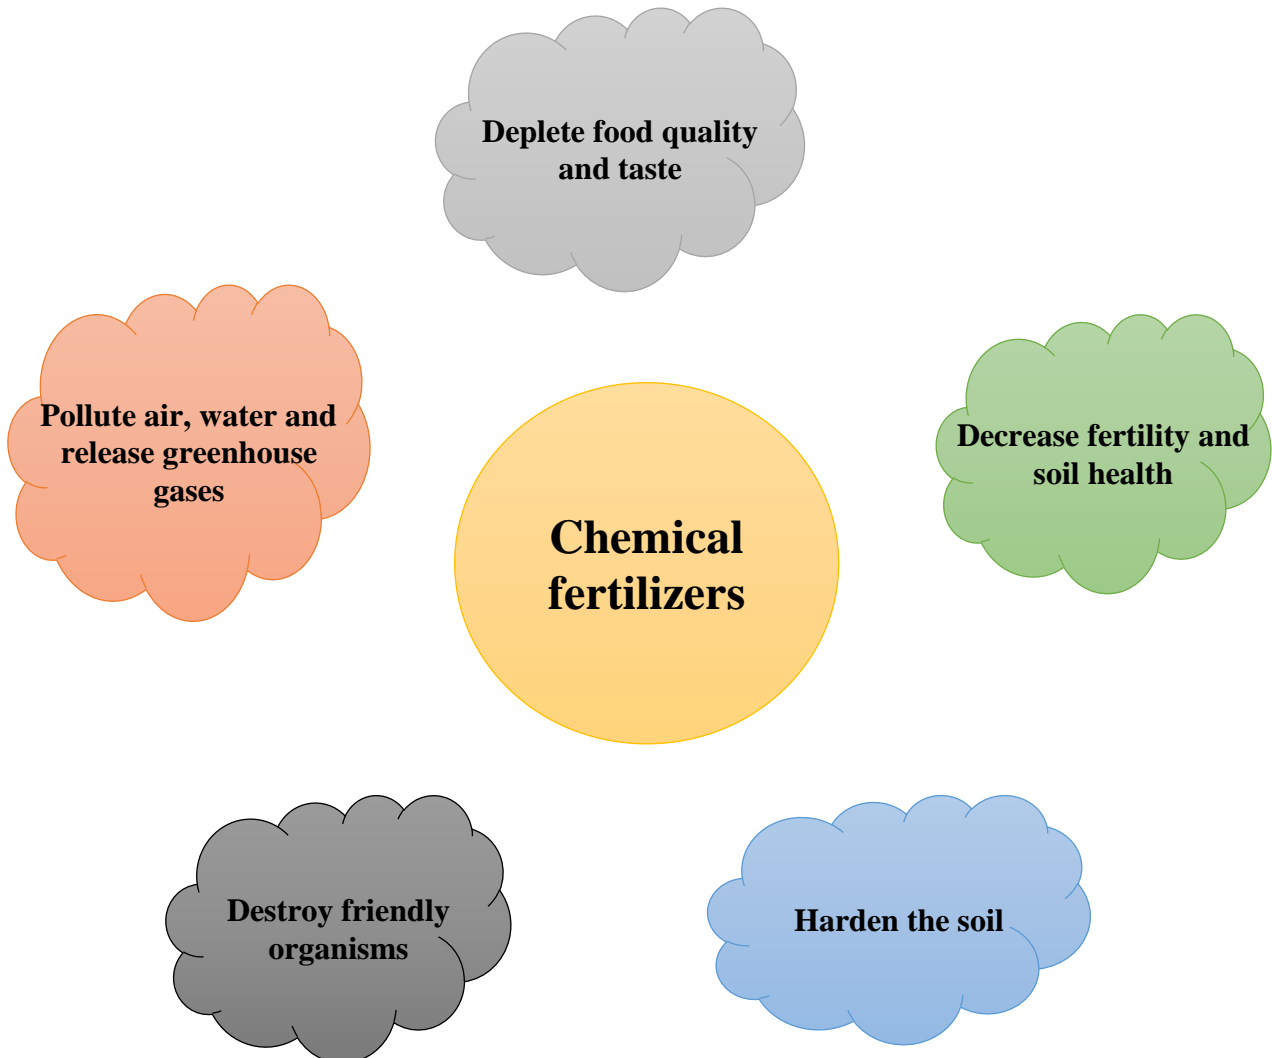 Deplete food quality
and taste
Pollute air, water and
release greenhouse
gases
Decrease fertility and
soil health
Chemical
fertilizers
Destroy friendly
organisms
Harden the soil